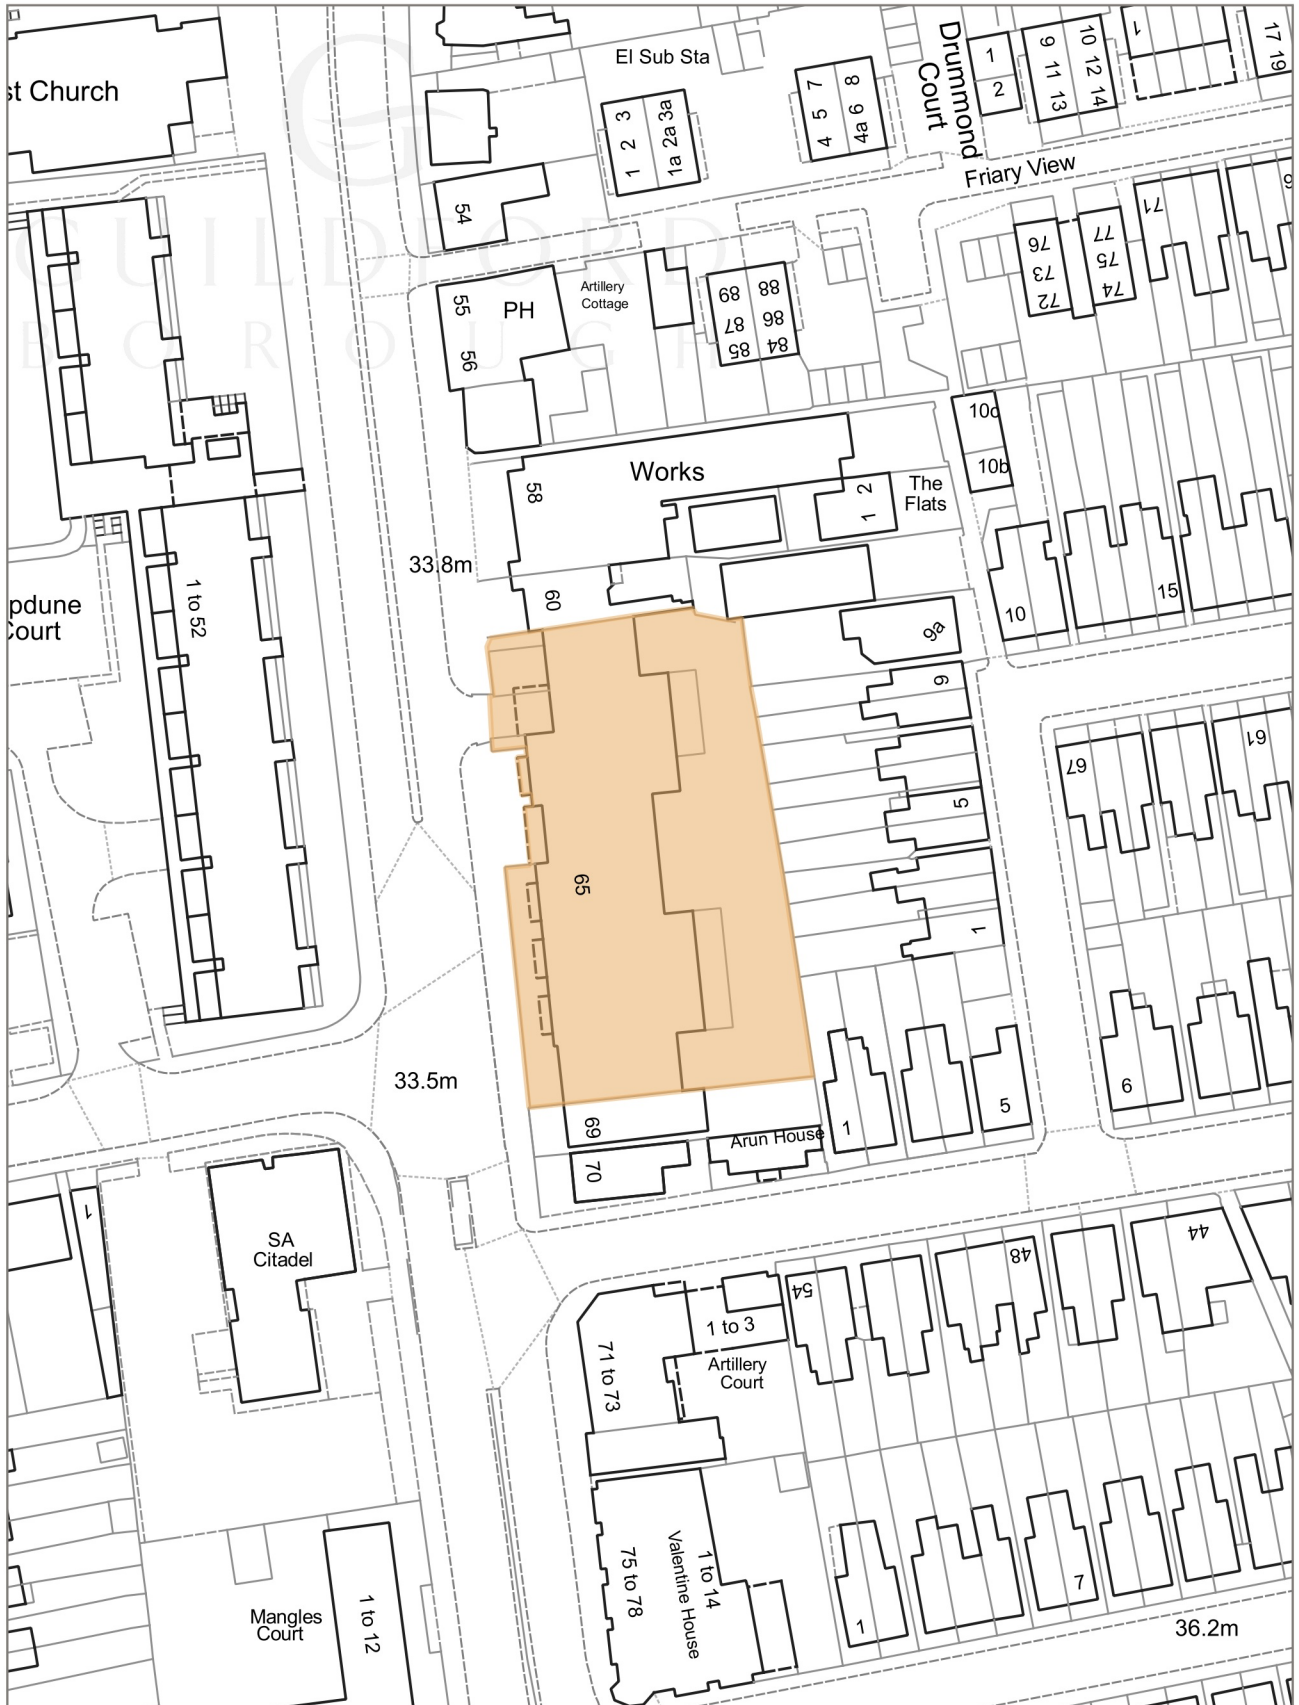 El Sub Sta
st Church
Drummond
Court
1
2
9
11
13
10
12
14
1
17 19
3
2
1
3a
2a
1a
7
5
4
8
6
4a
Friary View
54
GUILDFORD
BOROUGH
55
56
PH
Artillery
Cottage
89
87
85
88
86
84
76
73
72
77
75
74
71
10c
10b
Works
58
The
Flats
2
1
33.8m
60
1 to 52
pdune
Court
10
15
9a
9
67
61
5
65
1
33.5m
69
70
Arun House
1
5
6
1
SA
Citadel
54
48
44
1 to 3
Artillery
Court
71 to 73
75 to 78
Valentine House
1 to 14
Mangles
Court
1 to 12
1
7
36.2m